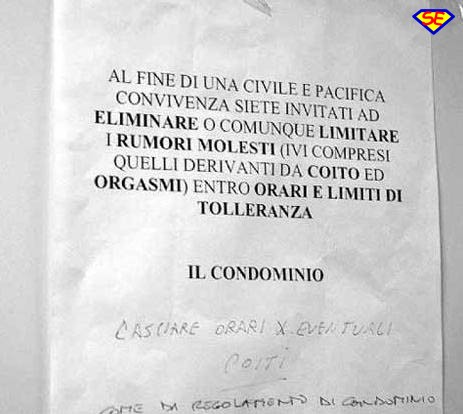 SE
AL FINE DI UNA CIVILE E PACIFICA
CONVIVENZA SIETE INVITATI AD
ELIMINARE O COMUNQUE LIMITARE
I RUMORI MOLESTI (IVI COMPRESI
QUELLI DERIVANTI DA COITO ED
ORGASMI) ENTRO ORARI E LIMITI DI
TOLLERANZA
IL CONDOMINIO
ORARI X EVENTUALI
COITI
COME DA REGOLAMENTO DI CONDOMINIO